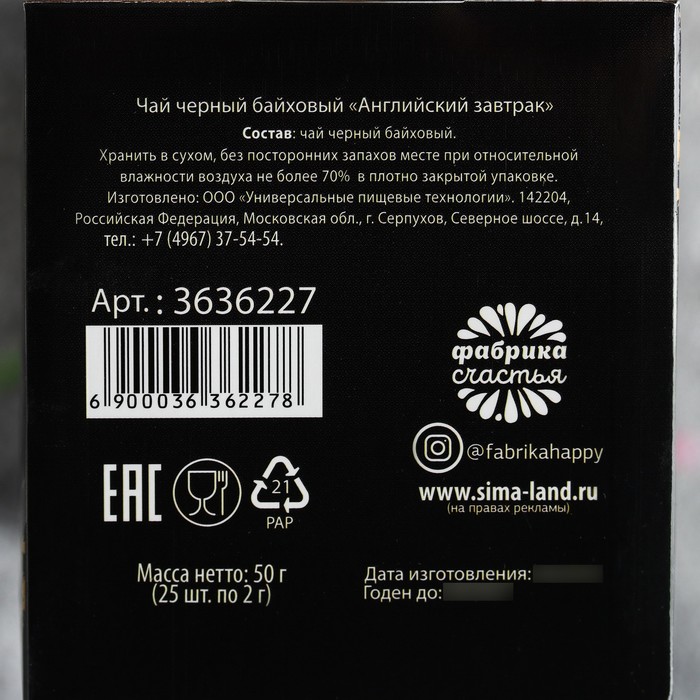 Чай черный байховый «Английский завтрак»
Состав: чай черный байховый.
Хранить в сухом, без посторонних запахов месте при относительной
влажности воздуха не более 70% в плотно закрытой упаковке.
Изготовлено: ООО «Универсальные пищевые технологии». 142204,
Российская Федерация, Московская обл., г. Серпухов, Северное шоссе, д.14,
тел.: +7 (4967) 37-54-54.
Арт.: 3636227
6 900036 362278
фабрика
счастья
@fabrikahappy
www.sima-land.ru
(на правах рекламы)
EAC
21
PAP
Масса нетто: 50 г
(25 шт. по 2 г)
Дата изготовления:
Годен до: